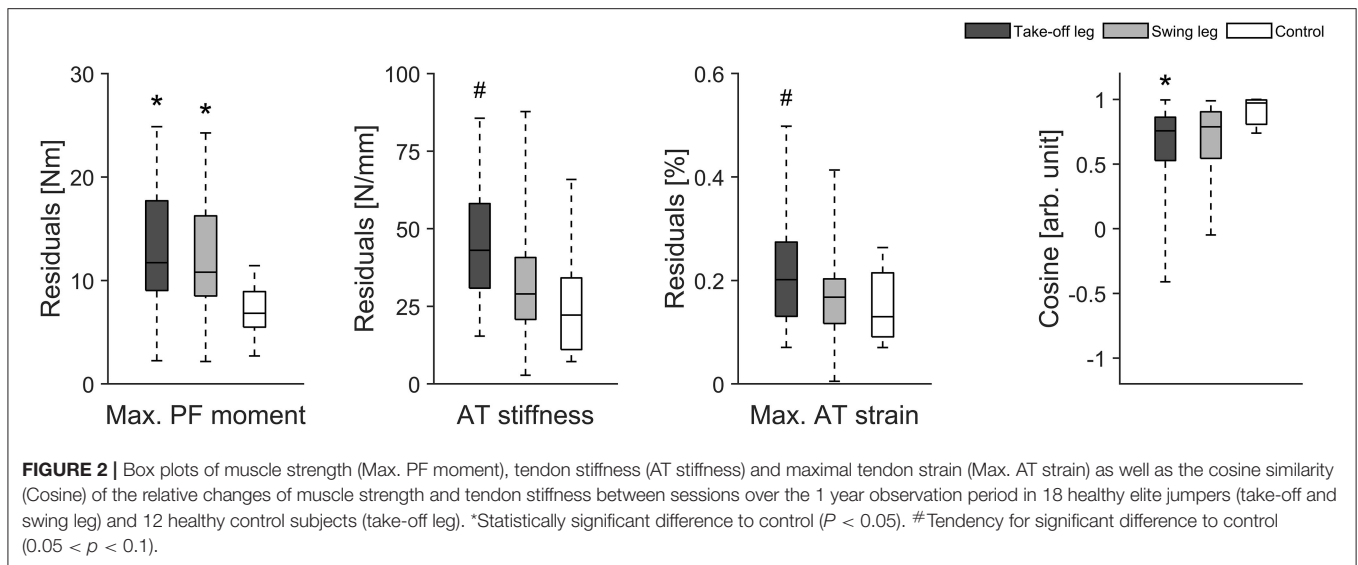 Take-off leg Swing leg Control
30
20
10
0
Residuals [Nm]
*
*
Max. PF moment
100
75
50
25
0
Residuals [N/mm]
#
AT stiffness
0.6
0.4
0.2
0
Residuals [%]
#
Max. AT strain
1
0.5
0
-0.5
-1
Cosine [arb. unit]
*
FIGURE 2 | Box plots of muscle strength (Max. PF moment), tendon stiffness (AT stiffness) and maximal tendon strain (Max. AT strain) as well as the cosine similarity
(Cosine) of the relative changes of muscle strength and tendon stiffness between sessions over the 1 year observation period in 18 healthy elite jumpers (take-off and
swing leg) and 12 healthy control subjects (take-off leg). *Statistically significant difference to control (P < 0.05). #Tendency for significant difference to control
(0.05 < p < 0.1).